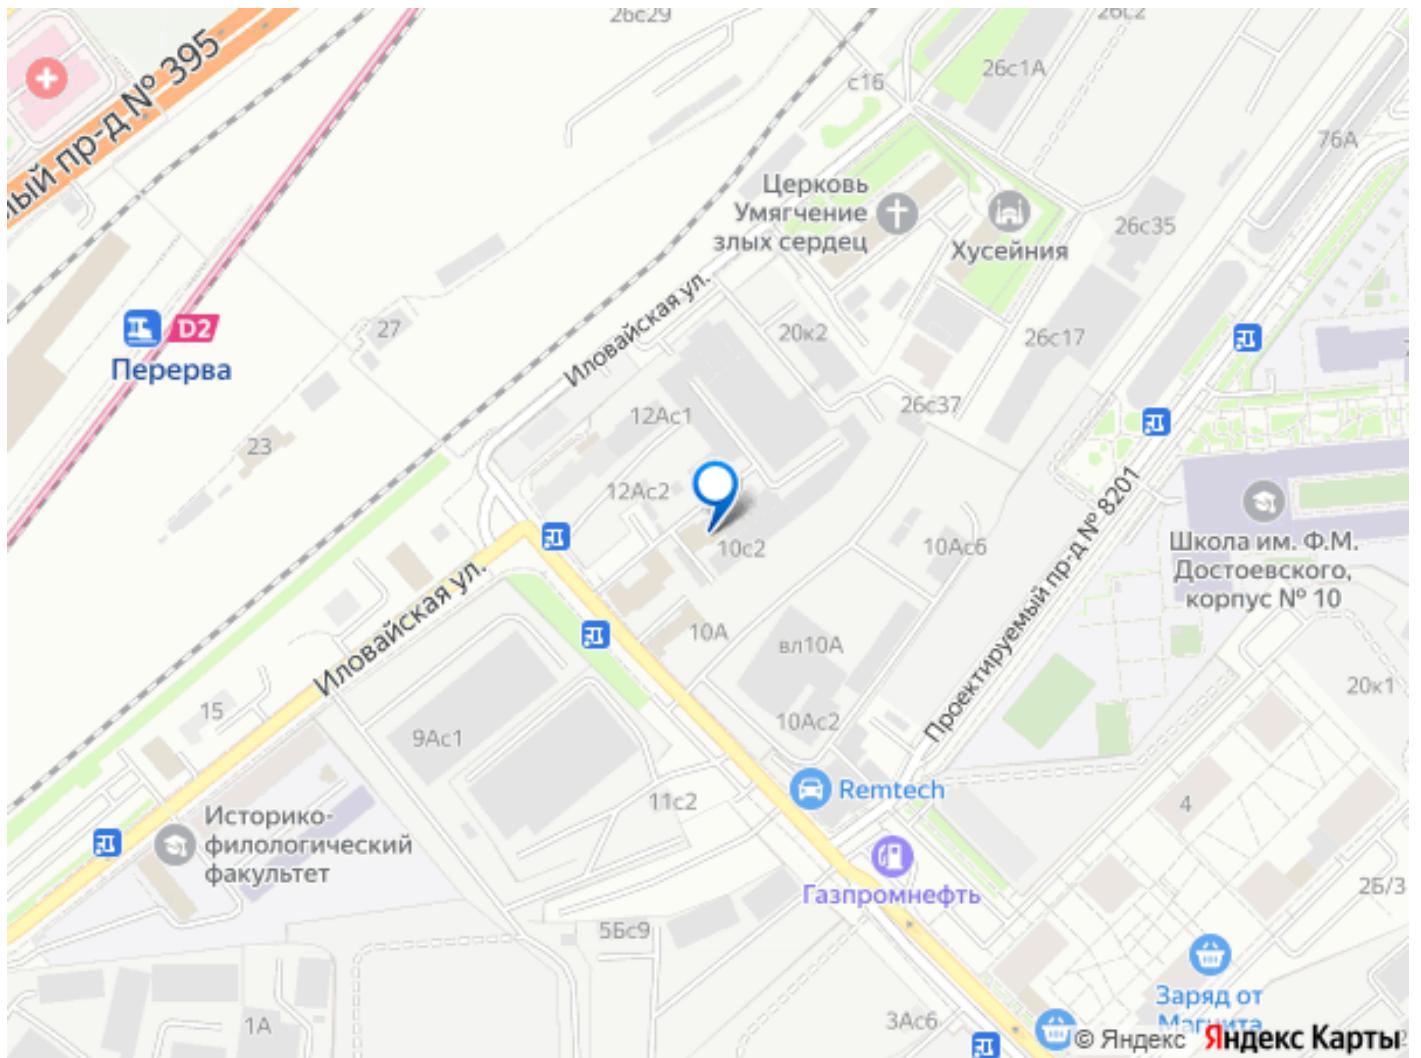 26с29
26с2
ый пр-д № 395
26с1А
с16
76А
Церковь
Умягчение
злых сердец
Хусейния
26с35
Иловайская ул.
D2
Перерва
27
20к2
26с17
26с37
12Ас1
23
12Ас2
10с2
10Ас6
Проектируемый пр-д № 8201
Школа им. Ф.М.
Достоевского,
корпус № 10
Иловайская ул.
10А
вл10А
20к1
15
9Ас1
10Ас2
Remtech
11с2
4
Историко-
филологический
факультет
Газпромнефть
2Б/3
5Бс9
Заряд от
Магнита
1А
3Ас6
© Яндекс Яндекс Карты